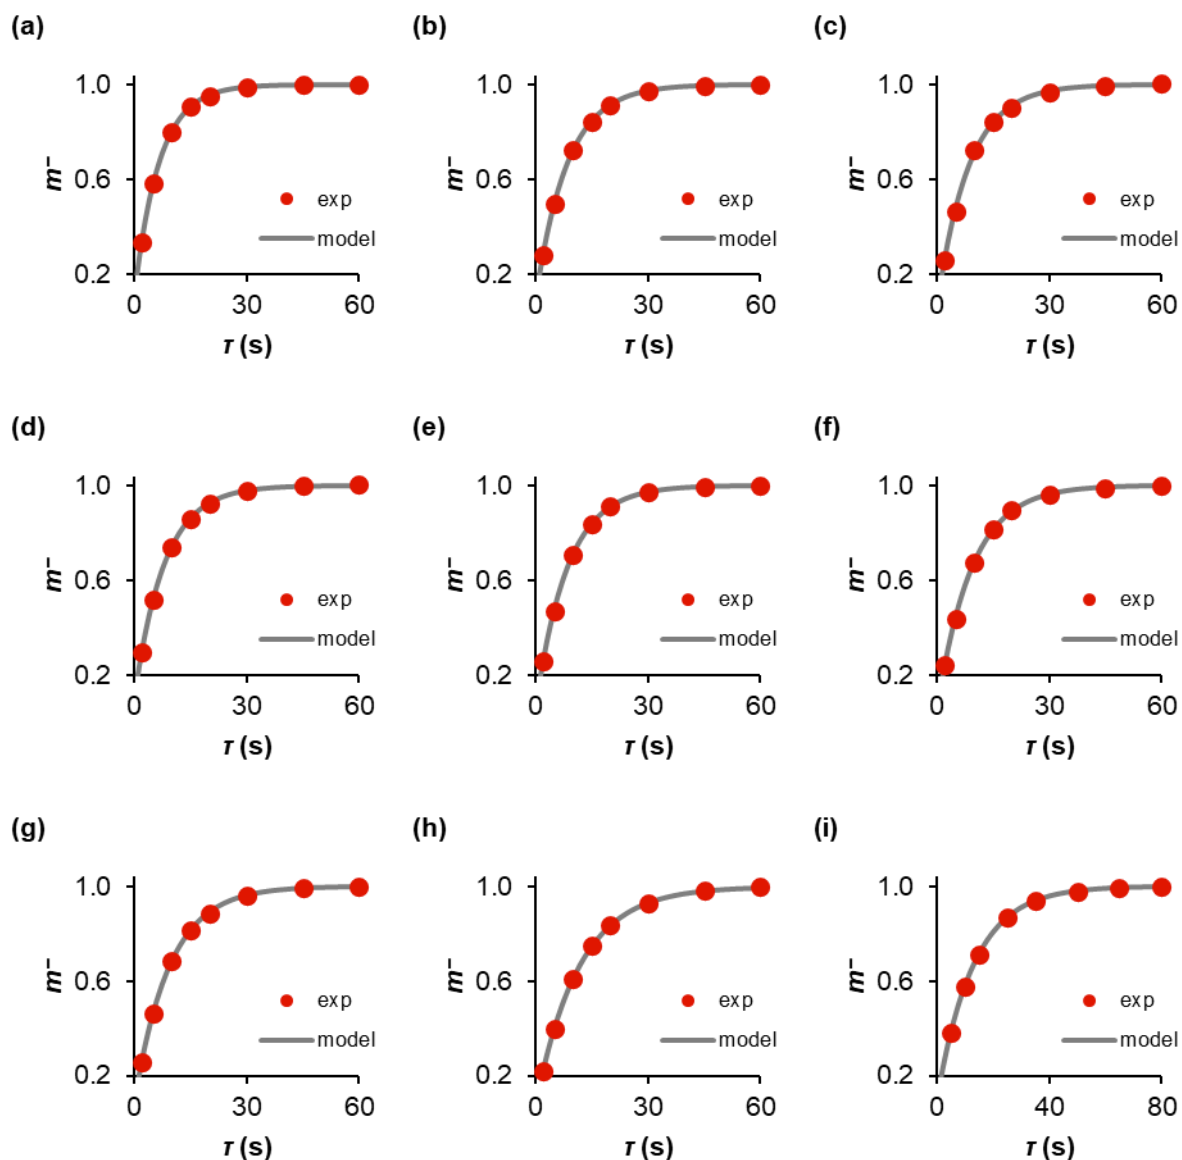 (a) (b) (c)
1.0 1.0 1.0
m⁻ 0.6 m⁻ 0.6 m⁻ 0.6
exp exp exp
model model model
0.2 0.2 0.2
0 30 60 0 30 60 0 30 60
τ (s) τ (s) τ (s)
(d) (e) (f)
1.0 1.0 1.0
m⁻ 0.6 m⁻ 0.6 m⁻ 0.6
exp exp exp
model model model
0.2 0.2 0.2
0 30 60 0 30 60 0 30 60
τ (s) τ (s) τ (s)
(g) (h) (i)
1.0 1.0 1.0
m⁻ 0.6 m⁻ 0.6 m⁻ 0.6
exp exp exp
model model model
0.2 0.2 0.2
0 30 60 0 30 60 0 40 80
τ (s) τ (s) τ (s)